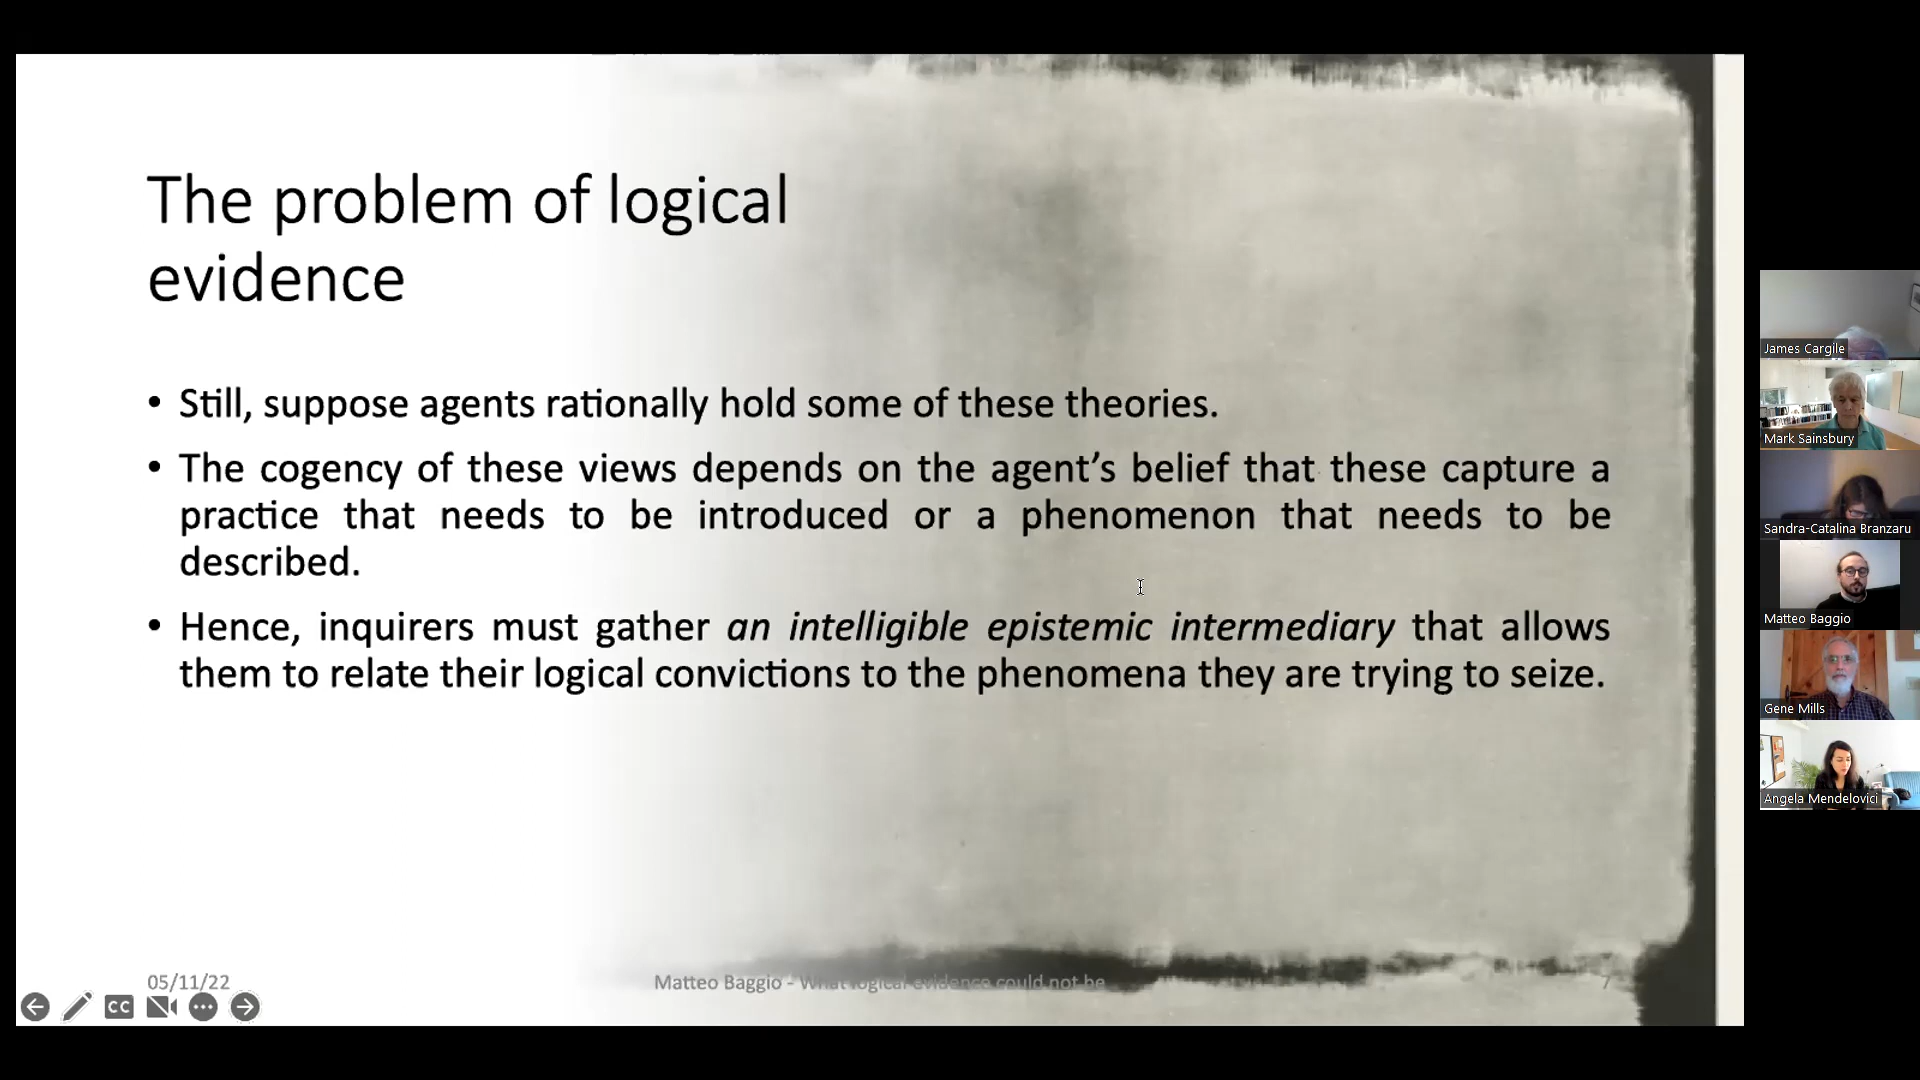 The problem of logical
evidence
• Still, suppose agents rationally hold some of these theories.
• The cogency of these views depends on the agent’s belief that these capture a
practice that needs to be introduced or a phenomenon that needs to be
described.
• Hence, inquirers must gather an intelligible epistemic intermediary that allows
them to relate their logical convictions to the phenomena they are trying to seize.
05/11/22
Matteo Baggio - What logical evidence could not be
7
CC
James Cargile
Mark Sainsbury
Sandra-Catalina Branzaru
Matteo Baggio
Gene Mills
Angela Mendelovici